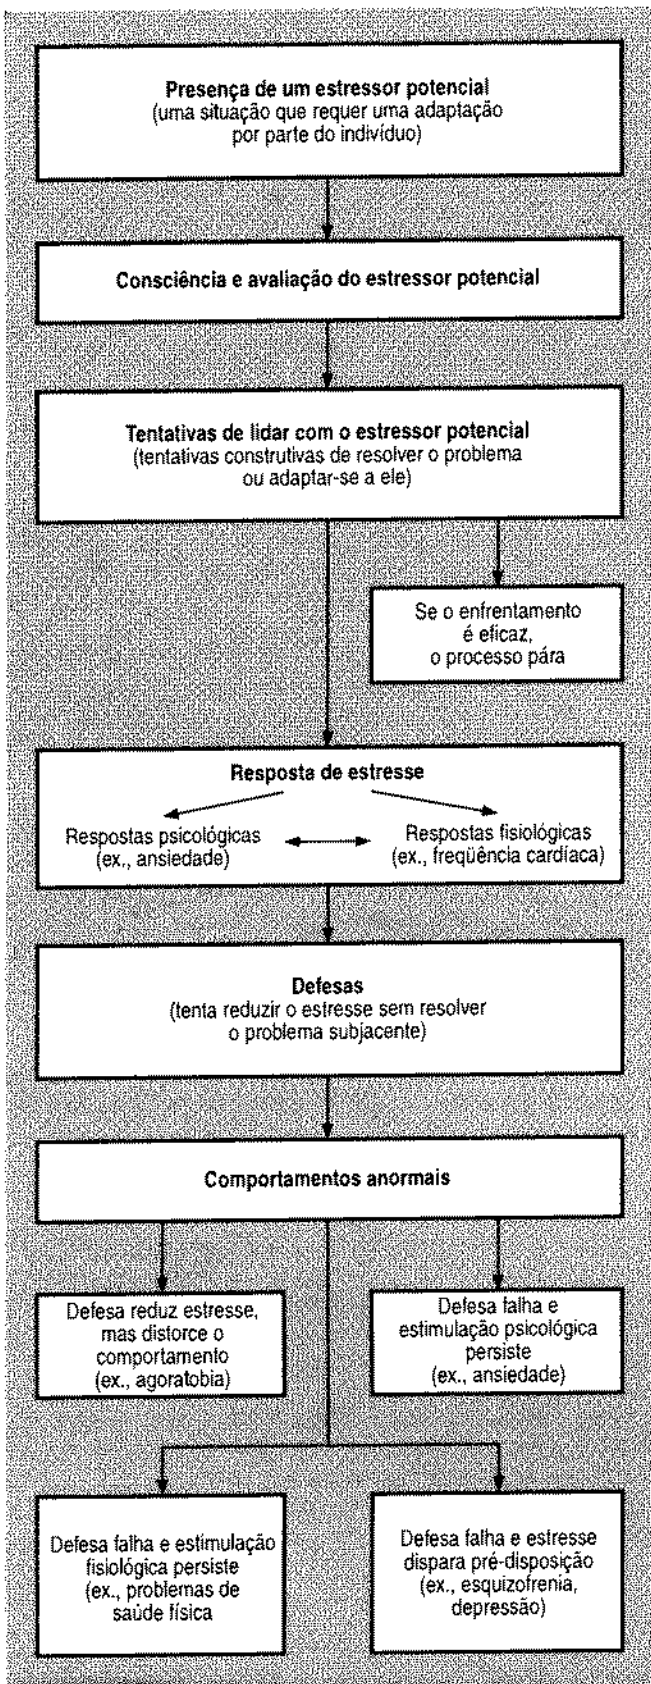 Presença de um estressor potencial
(uma situação que requer uma adaptação
por parte do indivíduo)
Consciência e avaliação do estressor potencial
Tentativas de lidar com o estressor potencial
(tentativas construtivas de resolver o problema
ou adaptar-se a ele)
Se o enfrentamento
é eficaz,
o processo pára
Resposta de estresse
Respostas psicológicas
(ex., ansiedade)
Respostas fisiológicas
(ex., freqüência cardíaca)
Defesas
(tenta reduzir o estresse sem resolver
o problema subjacente)
Comportamentos anormais
Defesa reduz estresse,
mas distorce o
comportamento
(ex., agoratobia)
Defesa falha e
estimulação psicológica
persiste
(ex., ansiedade)
Defesa falha e estimulação
fisiológica persiste
(ex., problemas de
saúde física
Defesa falha e estresse
dispara pré-disposição
(ex., esquizofrenia,
depressão)